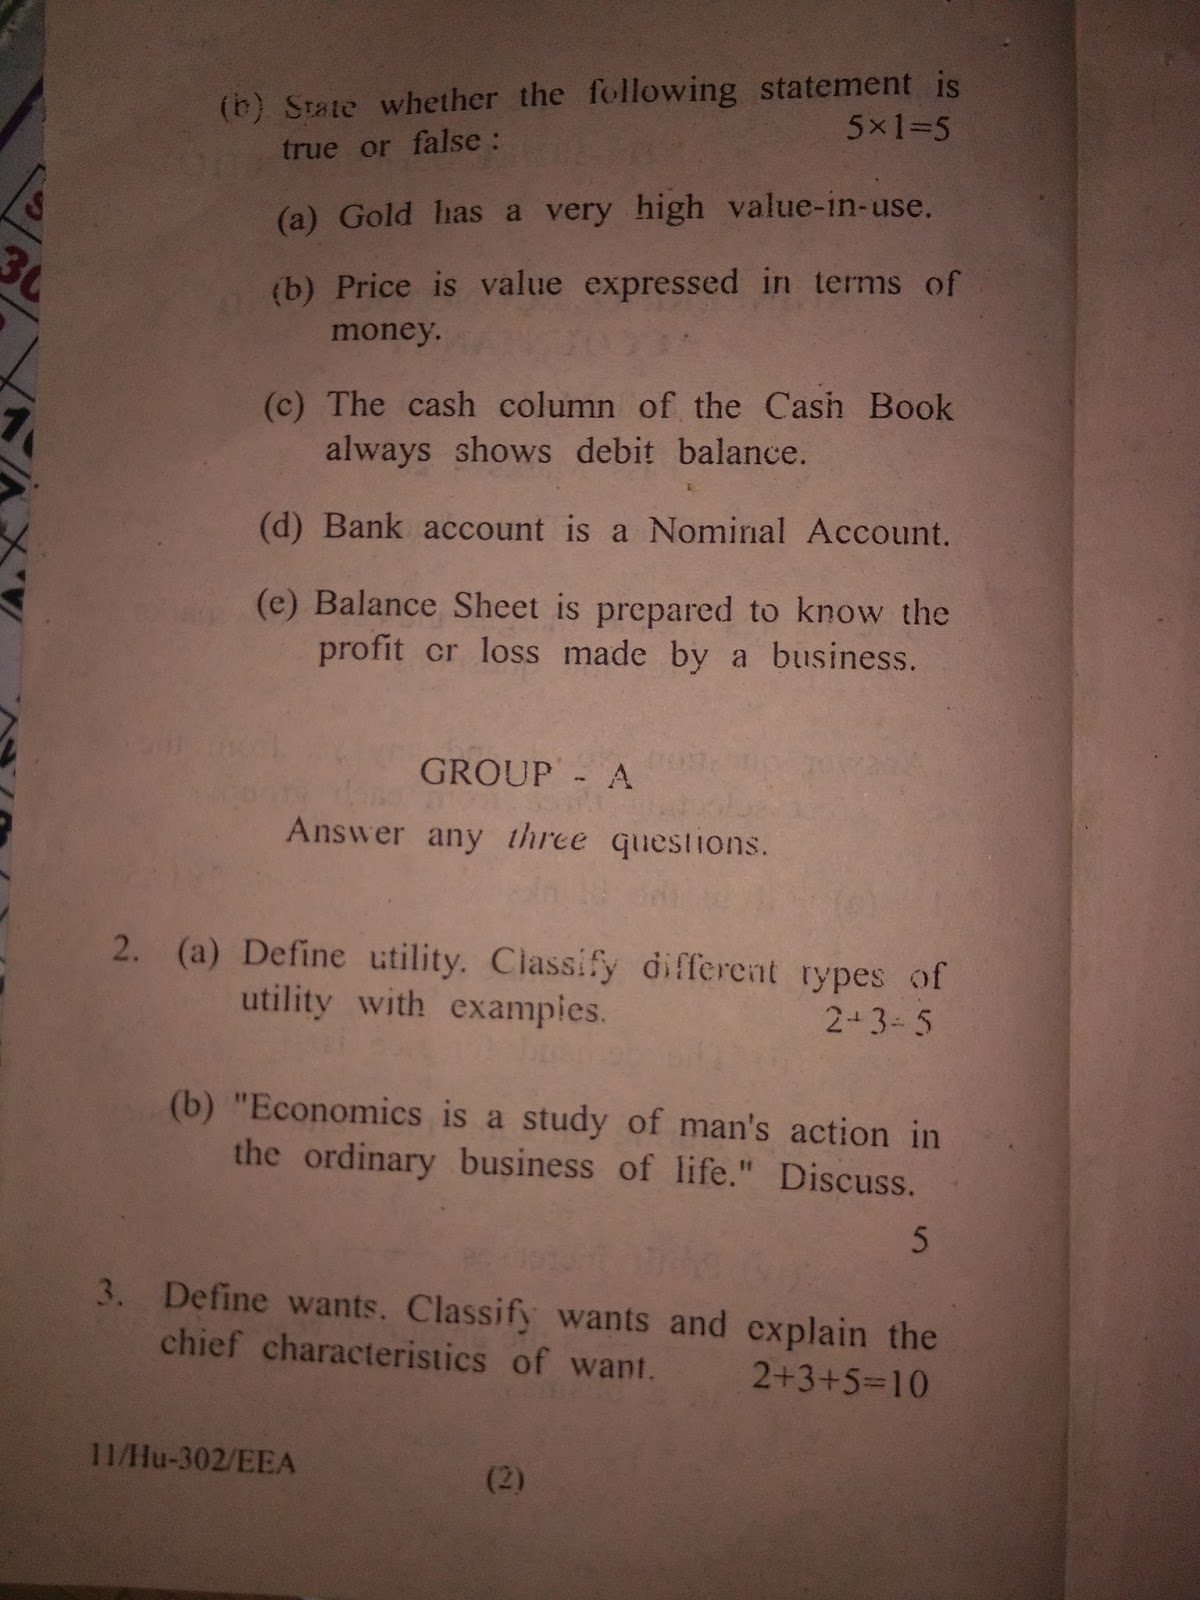 (b) State whether the following statement is
true or false : 5×1=5
(a) Gold has a very high value-in-use.
(b) Price is value expressed in terms of
money.
(c) The cash column of the Cash Book
always shows debit balance.
(d) Bank account is a Nominal Account.
(e) Balance Sheet is prepared to know the
profit or loss made by a business.
GROUP - A
Answer any three questions.
2. (a) Define utility. Classify different types of
utility with examples. 2+3=5
(b) "Economics is a study of man's action in
the ordinary business of life." Discuss.
5
3. Define wants. Classify wants and explain the
chief characteristics of want. 2+3+5=10
11/Hu-302/EEA (2)